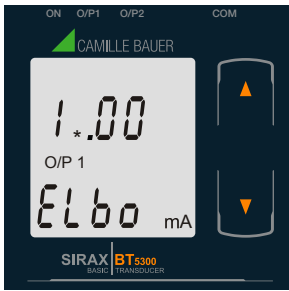 ON O/P1 O/P2 COM
CAMILLE BAUER
1*.00
O/P 1
ELbo mA
SIRAX BT5300
BASIC TRANSDUCER